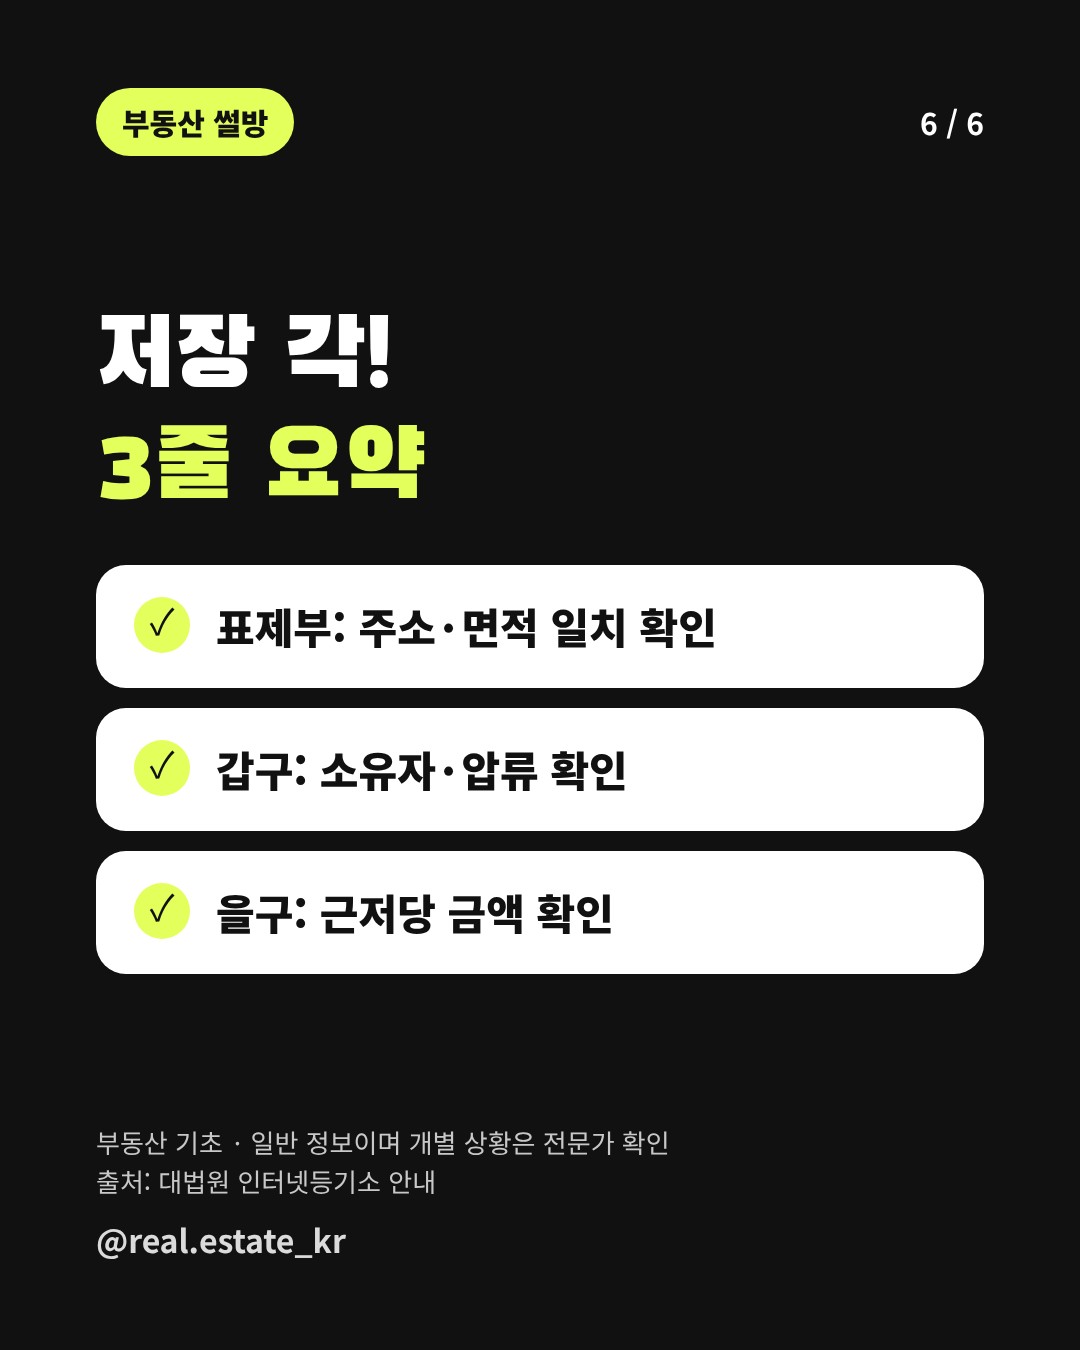 부동산 썰방
6 / 6
저장 각!
3줄 요약
✓ 표제부: 주소·면적 일치 확인
✓ 갑구: 소유자·압류 확인
✓ 을구: 근저당 금액 확인
부동산 기초 · 일반 정보이며 개별 상황은 전문가 확인
출처: 대법원 인터넷등기소 안내
@real.estate_kr